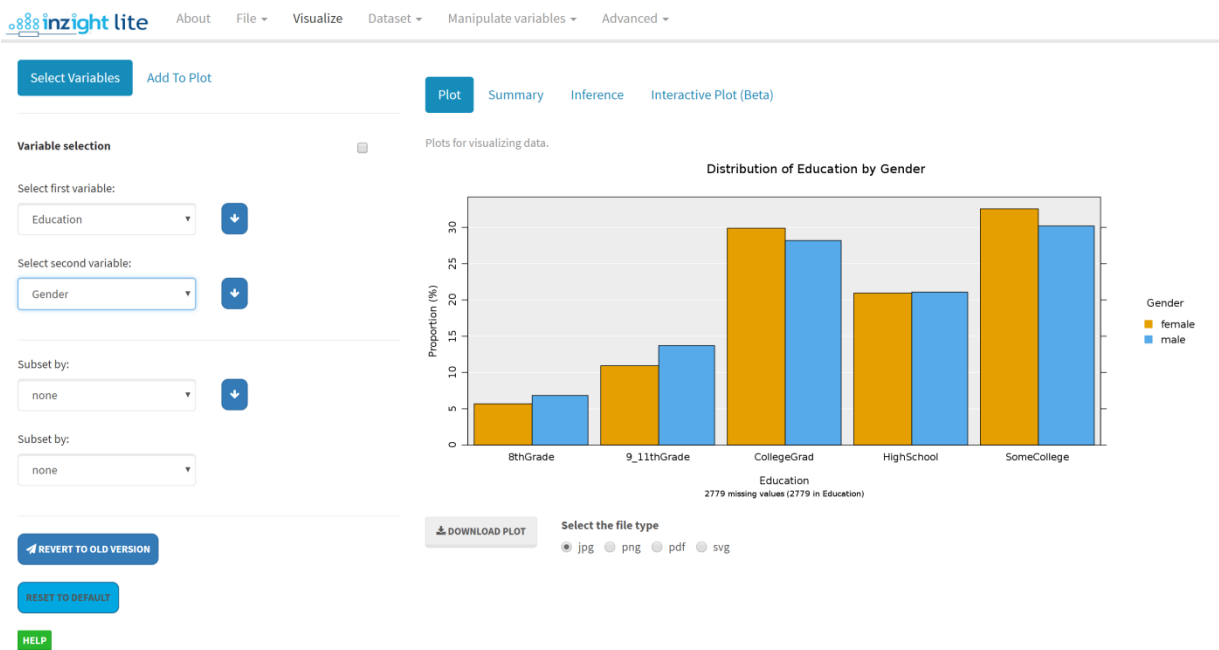 inzight lite
About File Visualize Dataset Manipulate variables Advanced
Select Variables Add To Plot
Variable selection
Select first variable:
Education
Select second variable:
Gender
Subset by:
none
Subset by:
none
REVERT TO OLD VERSION
RESET TO DEFAULT
HELP
Plot Summary Inference Interactive Plot (Beta)
Plots for visualizing data.
Distribution of Education by Gender
Proportion (%)
30
25
20
15
10
5
0
8thGrade 9_11thGrade CollegeGrad HighSchool SomeCollege
Education
2779 missing values (2779 in Education)
Gender
female
male
DOWNLOAD PLOT
Select the file type
jpg png pdf svg